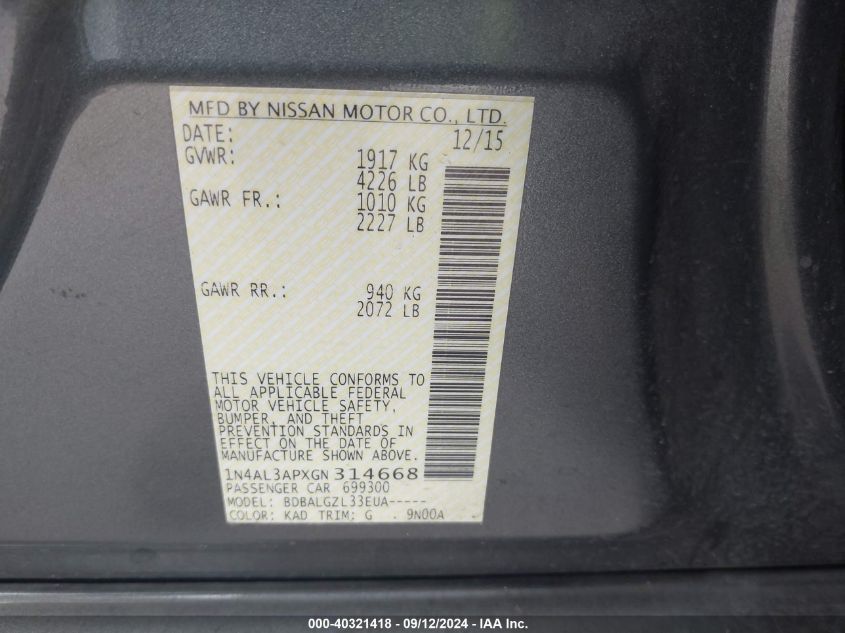 MFD BY NISSAN MOTOR CO., LTD.
DATE: 12/15
GVWR: 1917 KG
4226 LB
GAWR FR.: 1010 KG
2227 LB
GAWR RR.: 940 KG
2072 LB
THIS VEHICLE CONFORMS TO
ALL APPLICABLE FEDERAL
MOTOR VEHICLE SAFETY,
BUMPER, AND THEFT
PREVENTION STANDARDS IN
EFFECT ON THE DATE OF
MANUFACTURE SHOWN ABOVE.
1N4AL3APXGN314668
PASSENGER CAR 699300
MODEL: BDBALGZL33EUA-----
COLOR: KAD TRIM: G . 9N00A
000-40321418 - 09/12/2024 - IAA Inc.